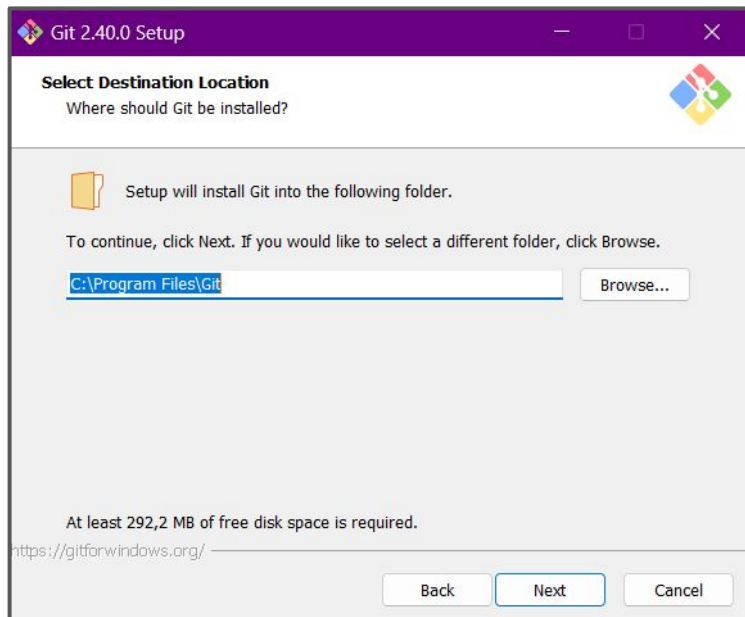 Git 2.40.0 Setup
Select Destination Location
Where should Git be installed?
Setup will install Git into the following folder.
To continue, click Next. If you would like to select a different folder, click Browse.
C:\Program Files\Git
Browse...
At least 292,2 MB of free disk space is required.
https://gitforwindows.org/
Back
Next
Cancel